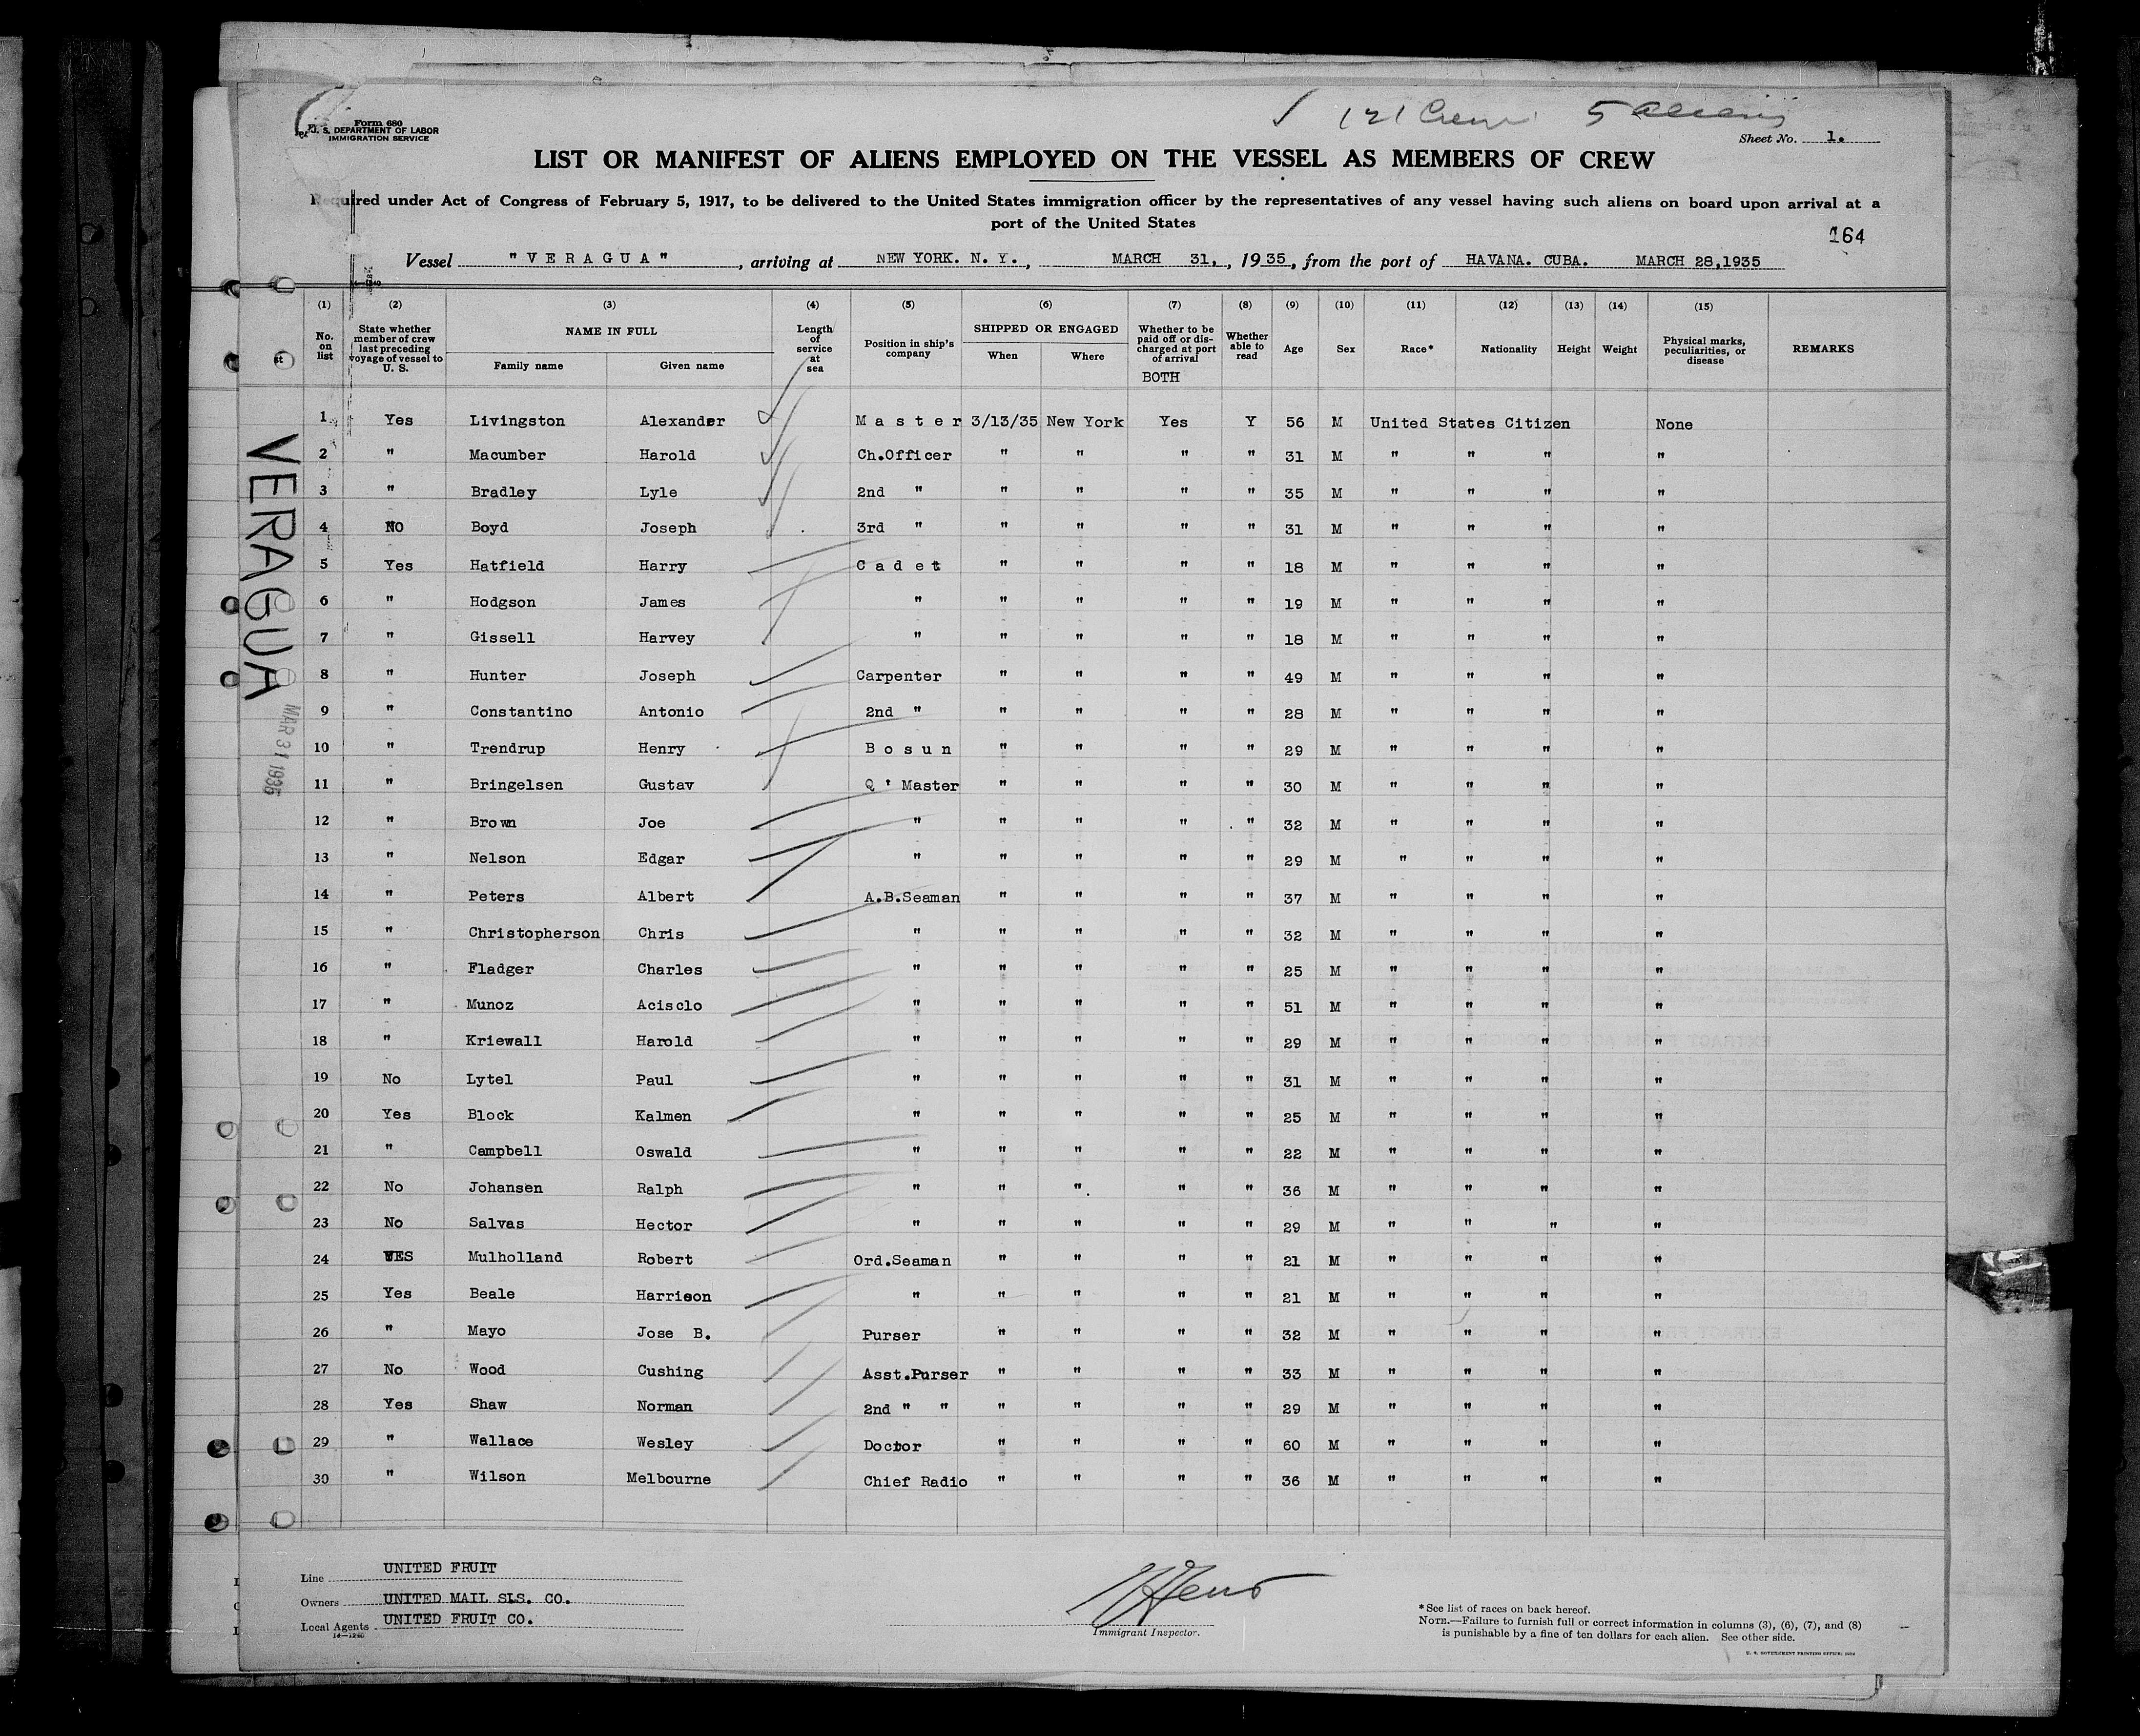 ✓ 121 Crew 5 aliens
Form 680
U. S. DEPARTMENT OF LABOR
IMMIGRATION SERVICE
Sheet No. 1.
LIST OR MANIFEST OF ALIENS EMPLOYED ON THE VESSEL AS MEMBERS OF CREW
Required under Act of Congress of February 5, 1917, to be delivered to the United States immigration officer by the representatives of any vessel having such aliens on board upon arrival at a
port of the United States
164
Vessel "VERAGUA", arriving at NEW YORK. N. Y., MARCH 31, 1935, from the port of HAVANA. CUBA. MARCH 28,1935
(1) (2) (3) (4) (5) (6) (7) (8) (9) (10) (11) (12) (13) (14) (15)
No. on list
State whether member of crew last preceding voyage of vessel to U. S.
NAME IN FULL
Family name
Given name
Length of service at sea
Position in ship's company
SHIPPED OR ENGAGED
When
Where
Whether to be paid off or discharged at port of arrival
BOTH
Whether able to read
Age
Sex
Race*
Nationality
Height
Weight
Physical marks, peculiarities, or disease
REMARKS
1 Yes Livingston Alexander Master 3/13/35 New York Yes Y 56 M United States Citizen None
2 " Macumber Harold Ch.Officer " " " " 31 M " " " "
3 " Bradley Lyle 2nd " " " " " 35 M " " " "
4 NO Boyd Joseph 3rd " " " " " 31 M " " " "
5 Yes Hatfield Harry Cadet " " " " 18 M " " " "
6 " Hodgson James " " " " " 19 M " " " "
7 " Gissell Harvey " " " " " 18 M " " " "
8 " Hunter Joseph Carpenter " " " " 49 M " " " "
9 " Constantino Antonio 2nd " " " " " 28 M " " " "
10 " Trendrup Henry Bosun " " " " 29 M " " " "
11 " Bringelsen Gustav Q'Master " " " " 30 M " " " "
12 " Brown Joe " " " " " 32 M " " " "
13 " Nelson Edgar " " " " " 29 M " " " "
14 " Peters Albert A.B.Seaman " " " " 37 M " " " "
15 " Christopherson Chris " " " " " 32 M " " " "
16 " Fladger Charles " " " " " 25 M " " " "
17 " Munoz Acisclo " " " " " 51 M " " " "
18 " Kriewall Harold " " " " " 29 M " " " "
19 No Lytel Paul " " " " " 31 M " " " "
20 Yes Block Kalmen " " " " " 25 M " " " "
21 " Campbell Oswald " " " " " 22 M " " " "
22 No Johansen Ralph " " " " " 36 M " " " "
23 No Salvas Hector " " " " " 29 M " " " "
24 YES Mulholland Robert Ord.Seaman " " " " 21 M " " " "
25 Yes Beale Harrison " " " " " 21 M " " " "
26 " Mayo Jose B. Purser " " " " 32 M " " " "
27 No Wood Cushing Asst.Purser " " " " 33 M " " " "
28 Yes Shaw Norman 2nd " " " " " " 29 M " " " "
29 " Wallace Wesley Doctor " " " " 60 M " " " "
30 " Wilson Melbourne Chief Radio " " " " 36 M " " " "
VERAGUA
MAR 31 1935
Line UNITED FRUIT
Owners UNITED MAIL SLS. CO.
Local Agents UNITED FRUIT CO.
14—1240
Immigrant Inspector.
*See list of races on back hereof.
NOTE.—Failure to furnish full or correct information in columns (3), (6), (7), and (8)
is punishable by a fine of ten dollars for each alien. See other side.
U. S. GOVERNMENT PRINTING OFFICE: